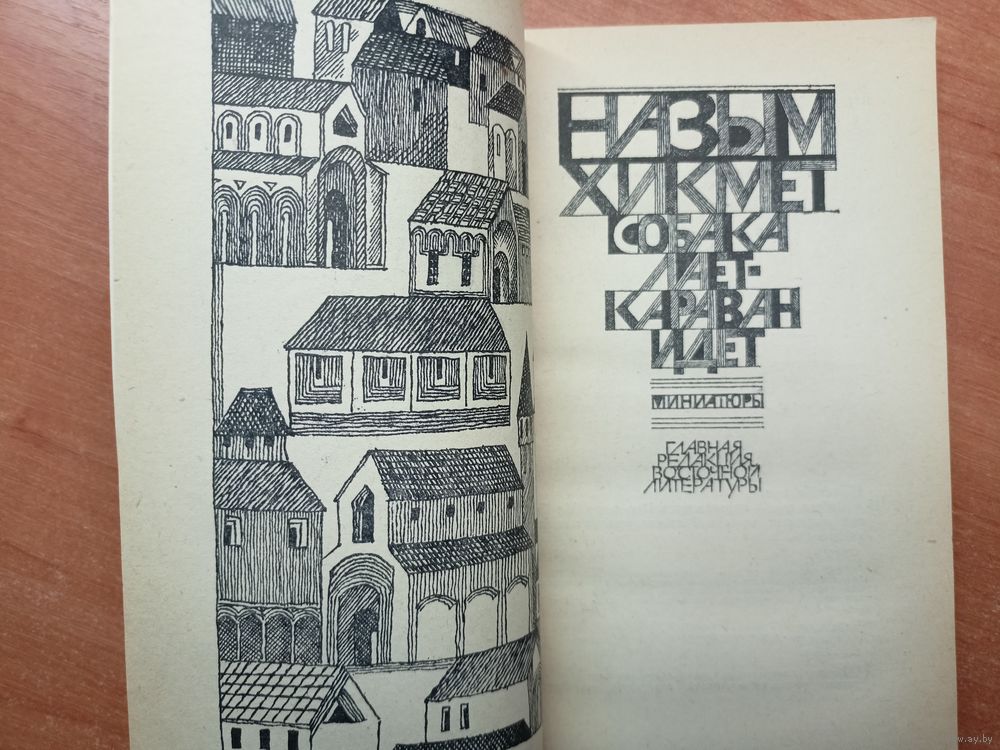 НАЗЫМ
ХИКМЕТ
СОБАКА
ЛАЕТ-
КАРАВАН
ИДЕТ
МИНИАТЮРЫ
ГЛАВНАЯ
РЕДАКЦИЯ
ВОСТОЧНОЙ
ЛИТЕРАТУРЫ